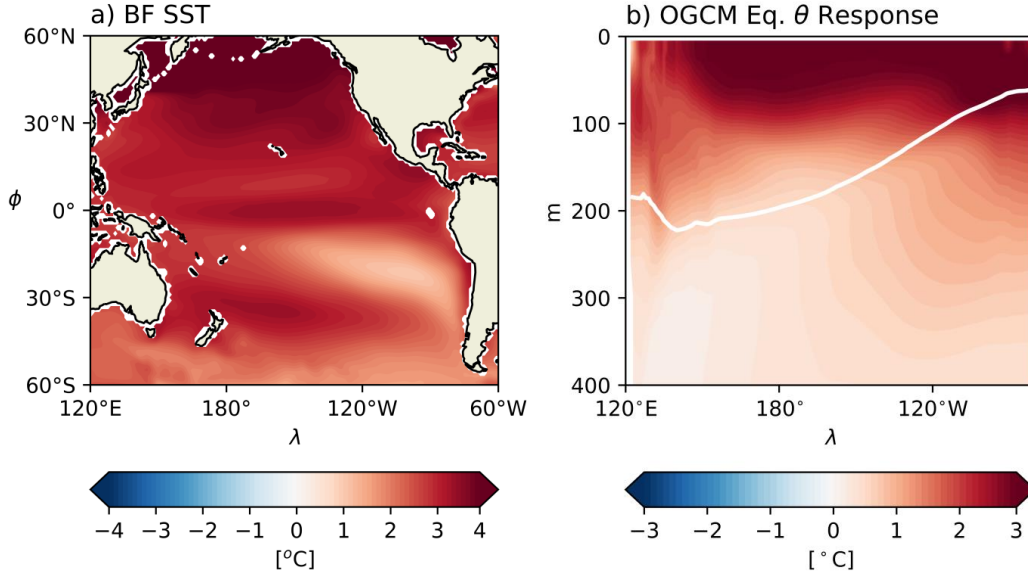 a) BF SST
60°N
30°N
ϕ
0°
30°S
60°S
120°E
180°
120°W
60°W
λ
−4
−3
−2
−1
0
1
2
3
4
[°C]
b) OGCM Eq. θ Response
0
100
m
200
300
400
120°E
180°
120°W
λ
−3
−2
−1
0
1
2
3
[°C]